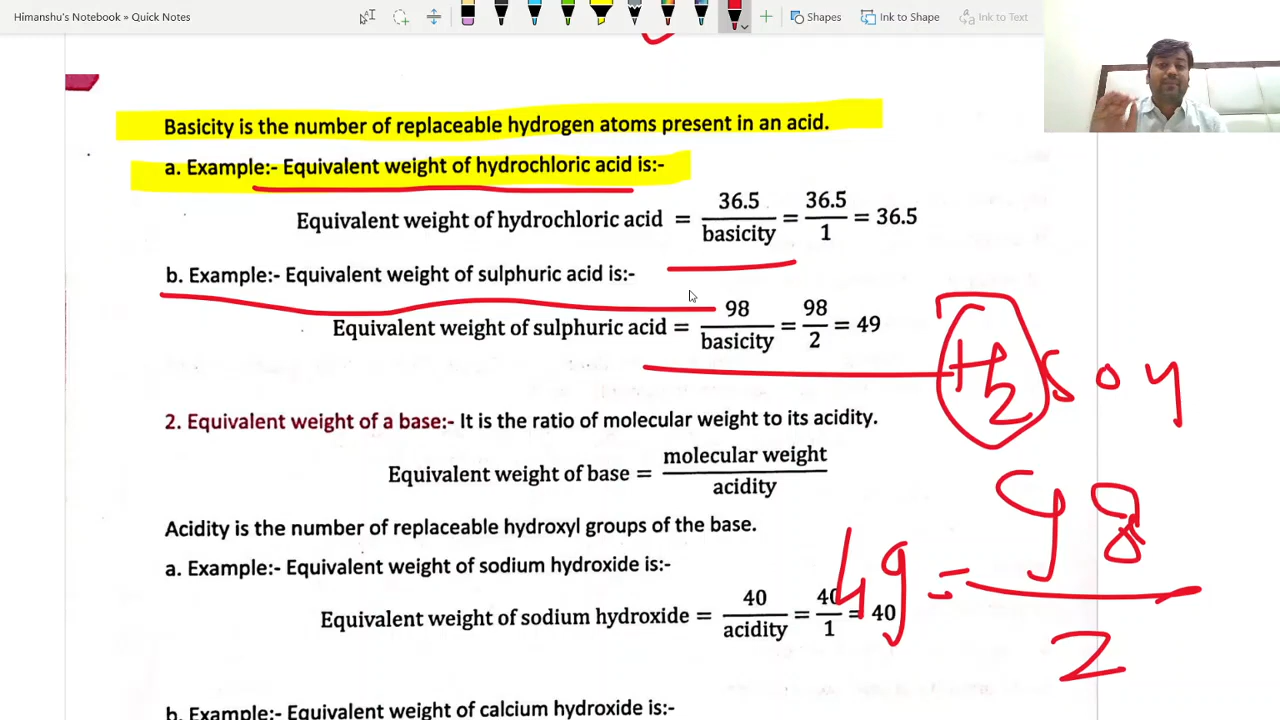 Himanshu's Notebook » Quick Notes
Shapes
Ink to Shape
Ink to Text
Basicity is the number of replaceable hydrogen atoms present in an acid.
a. Example:- Equivalent weight of hydrochloric acid is:-
Equivalent weight of hydrochloric acid = 36.5/basicity = 36.5/1 = 36.5
b. Example:- Equivalent weight of sulphuric acid is:-
Equivalent weight of sulphuric acid = 98/basicity = 98/2 = 49
H2SO4
2. Equivalent weight of a base:- It is the ratio of molecular weight to its acidity.
Equivalent weight of base = molecular weight/acidity
Acidity is the number of replaceable hydroxyl groups of the base.
49 = 98/2
a. Example:- Equivalent weight of sodium hydroxide is:-
Equivalent weight of sodium hydroxide = 40/acidity = 40/1 = 40
b. Example:- Equivalent weight of calcium hydroxide is:-